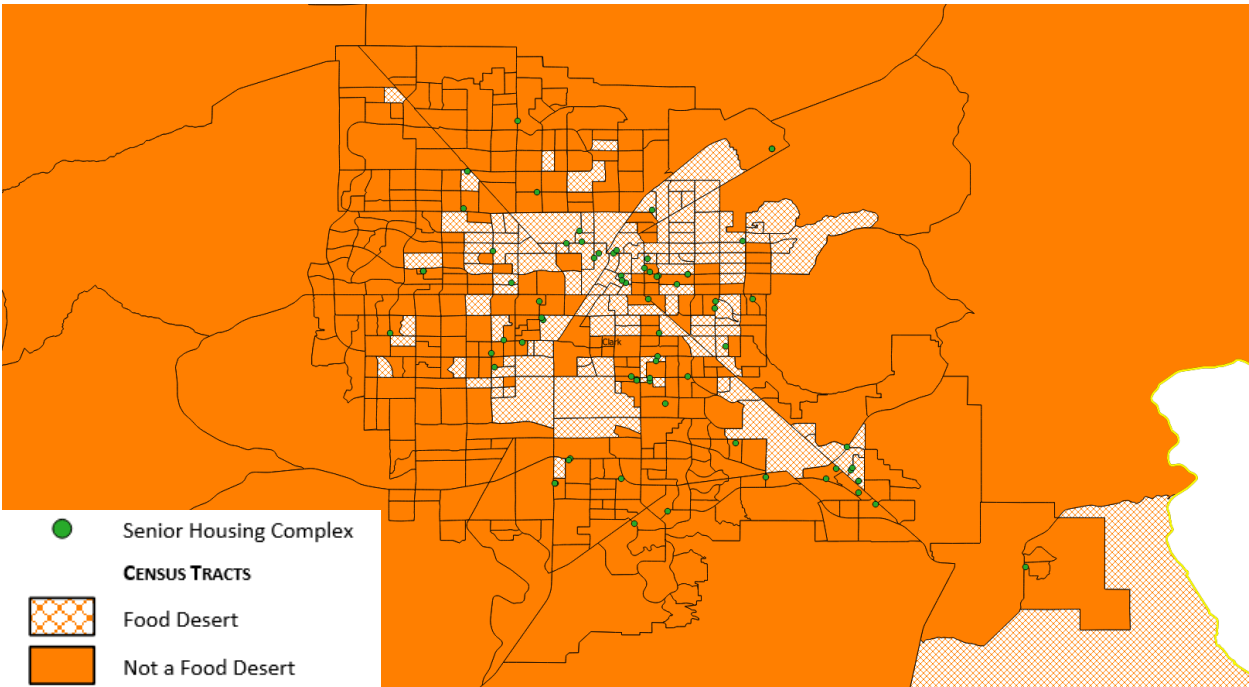 Clark
Senior Housing Complex
CENSUS TRACTS
Food Desert
Not a Food Desert